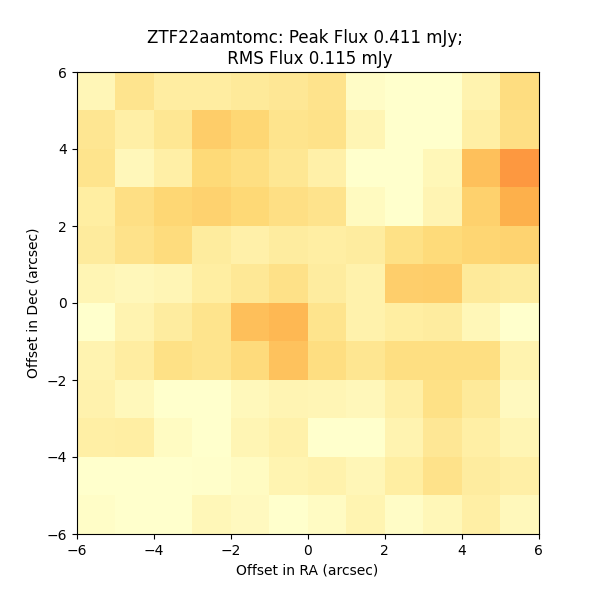 ZTF22aamtomc: Peak Flux 0.411 mJy;
RMS Flux 0.115 mJy
6
4
2
0
−2
−4
−6
Offset in Dec (arcsec)
−6 −4 −2 0 2 4 6
Offset in RA (arcsec)